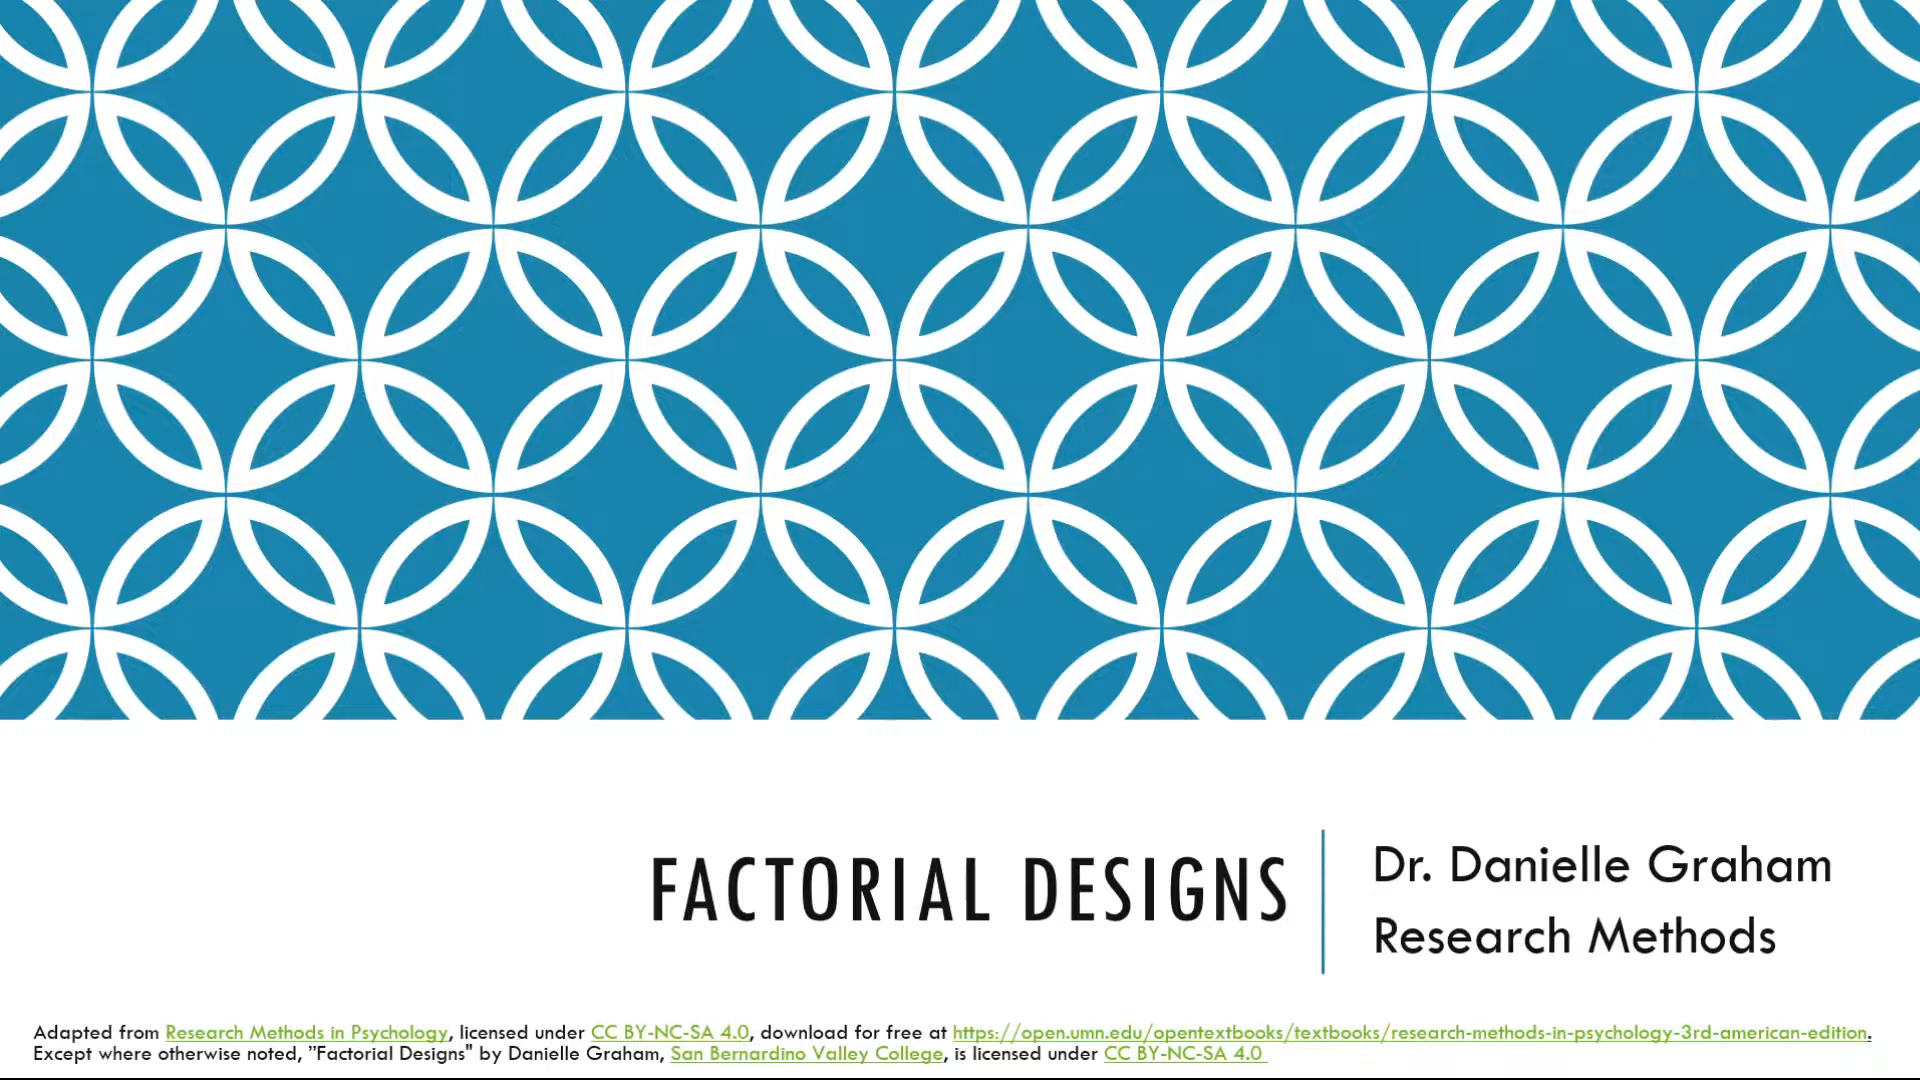 FACTORIAL DESIGNS
Dr. Danielle Graham
Research Methods
Adapted from Research Methods in Psychology, licensed under CC BY-NC-SA 4.0, download for free at https://open.umn.edu/opentextbooks/textbooks/research-methods-in-psychology-3rd-american-edition.
Except where otherwise noted, ”Factorial Designs" by Danielle Graham, San Bernardino Valley College, is licensed under CC BY-NC-SA 4.0